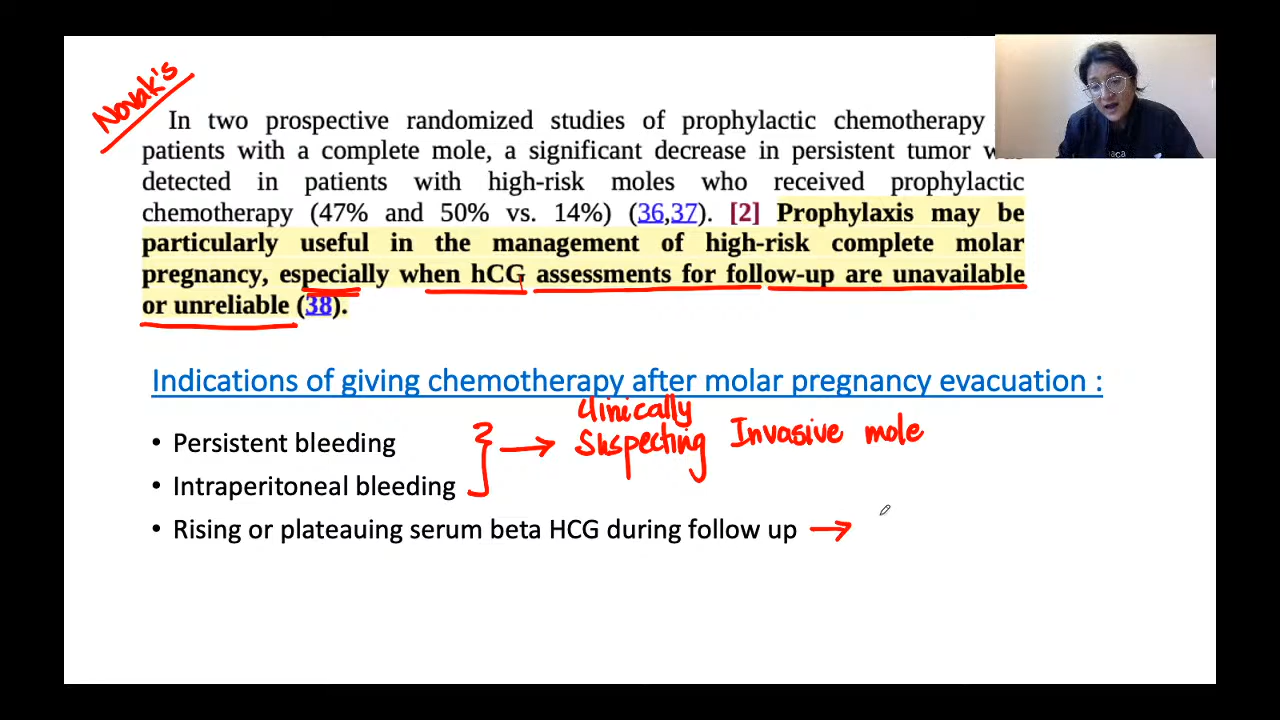 Novak's
In two prospective randomized studies of prophylactic chemotherapy
patients with a complete mole, a significant decrease in persistent tumor
detected in patients with high-risk moles who received prophylactic
chemotherapy (47% and 50% vs. 14%) (36,37). [2] Prophylaxis may be
particularly useful in the management of high-risk complete molar
pregnancy, especially when hCG assessments for follow-up are unavailable
or unreliable (38).
Indications of giving chemotherapy after molar pregnancy evacuation :
Clinically
• Persistent bleeding
Suspecting Invasive mole
• Intraperitoneal bleeding
• Rising or plateauing serum beta HCG during follow up